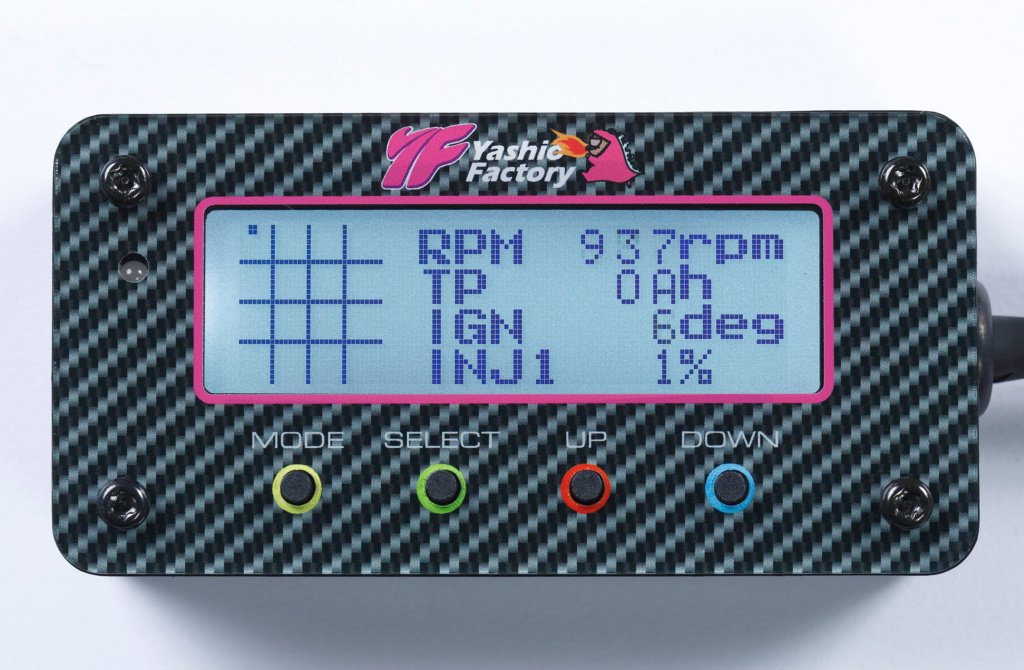 YF Yashio
Factory
RPM 937rpm
TP 0Ah
IGN 6deg
INJ1 1%
MODE SELECT UP DOWN